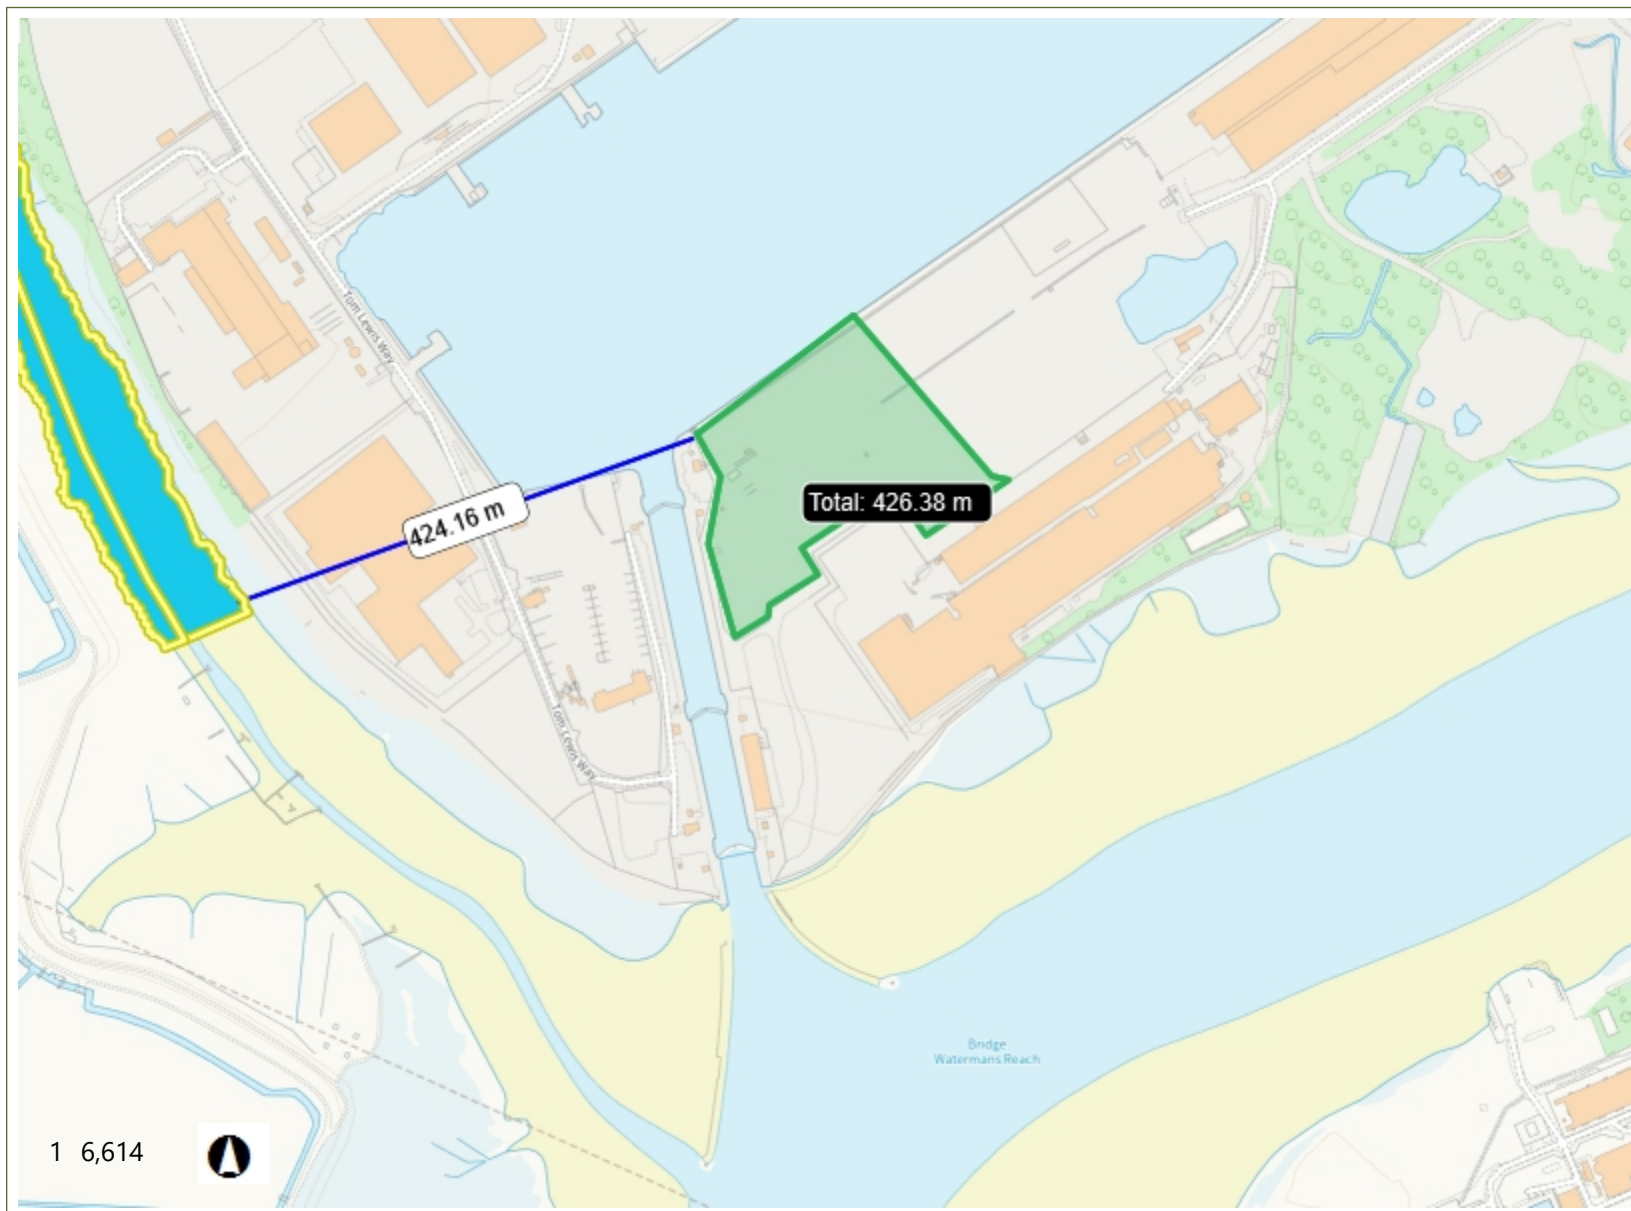 Tom Lewis Way
424.16 m
Total: 426.38 m
Tom Lewis Way
Bridge
Watermans Reach
1 6,614